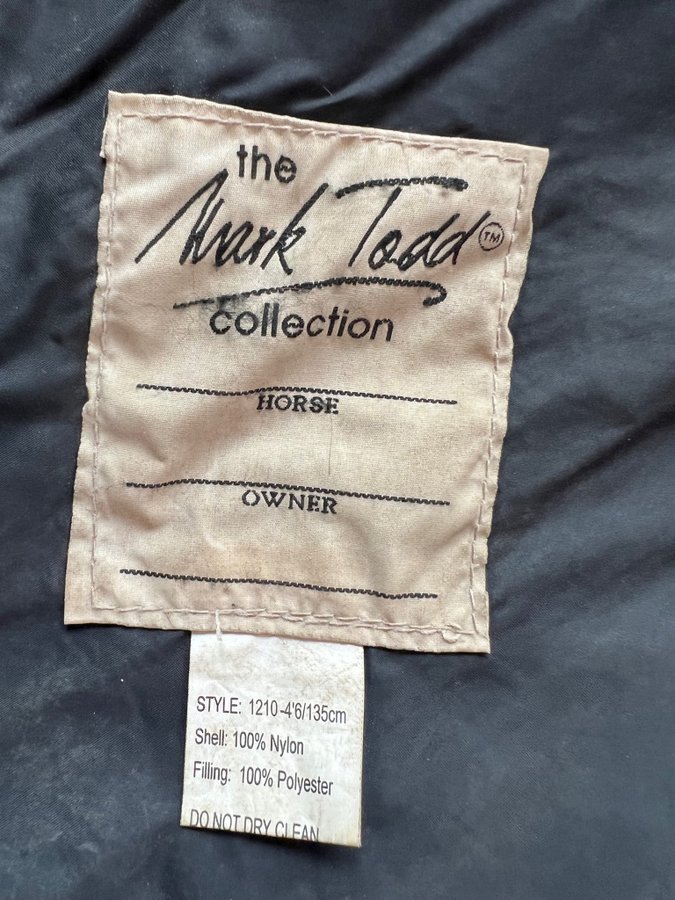 the
Mark Todd™
collection
HORSE
OWNER
STYLE: 1210-4'6/135cm
Shell: 100% Nylon
Filling: 100% Polyester
DO NOT DRY CLEAN